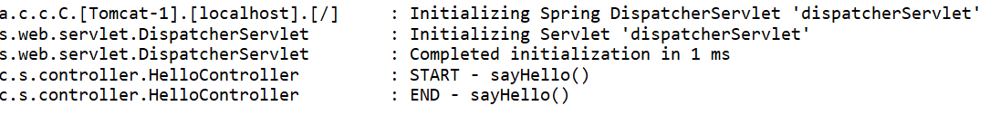 a.c.c.C.[Tomcat-1].[localhost].[/] : Initializing Spring DispatcherServlet 'dispatcherServlet'
s.web.servlet.DispatcherServlet : Initializing Servlet 'dispatcherServlet'
s.web.servlet.DispatcherServlet : Completed initialization in 1 ms
c.s.controller.HelloController : START - sayHello()
c.s.controller.HelloController : END - sayHello()